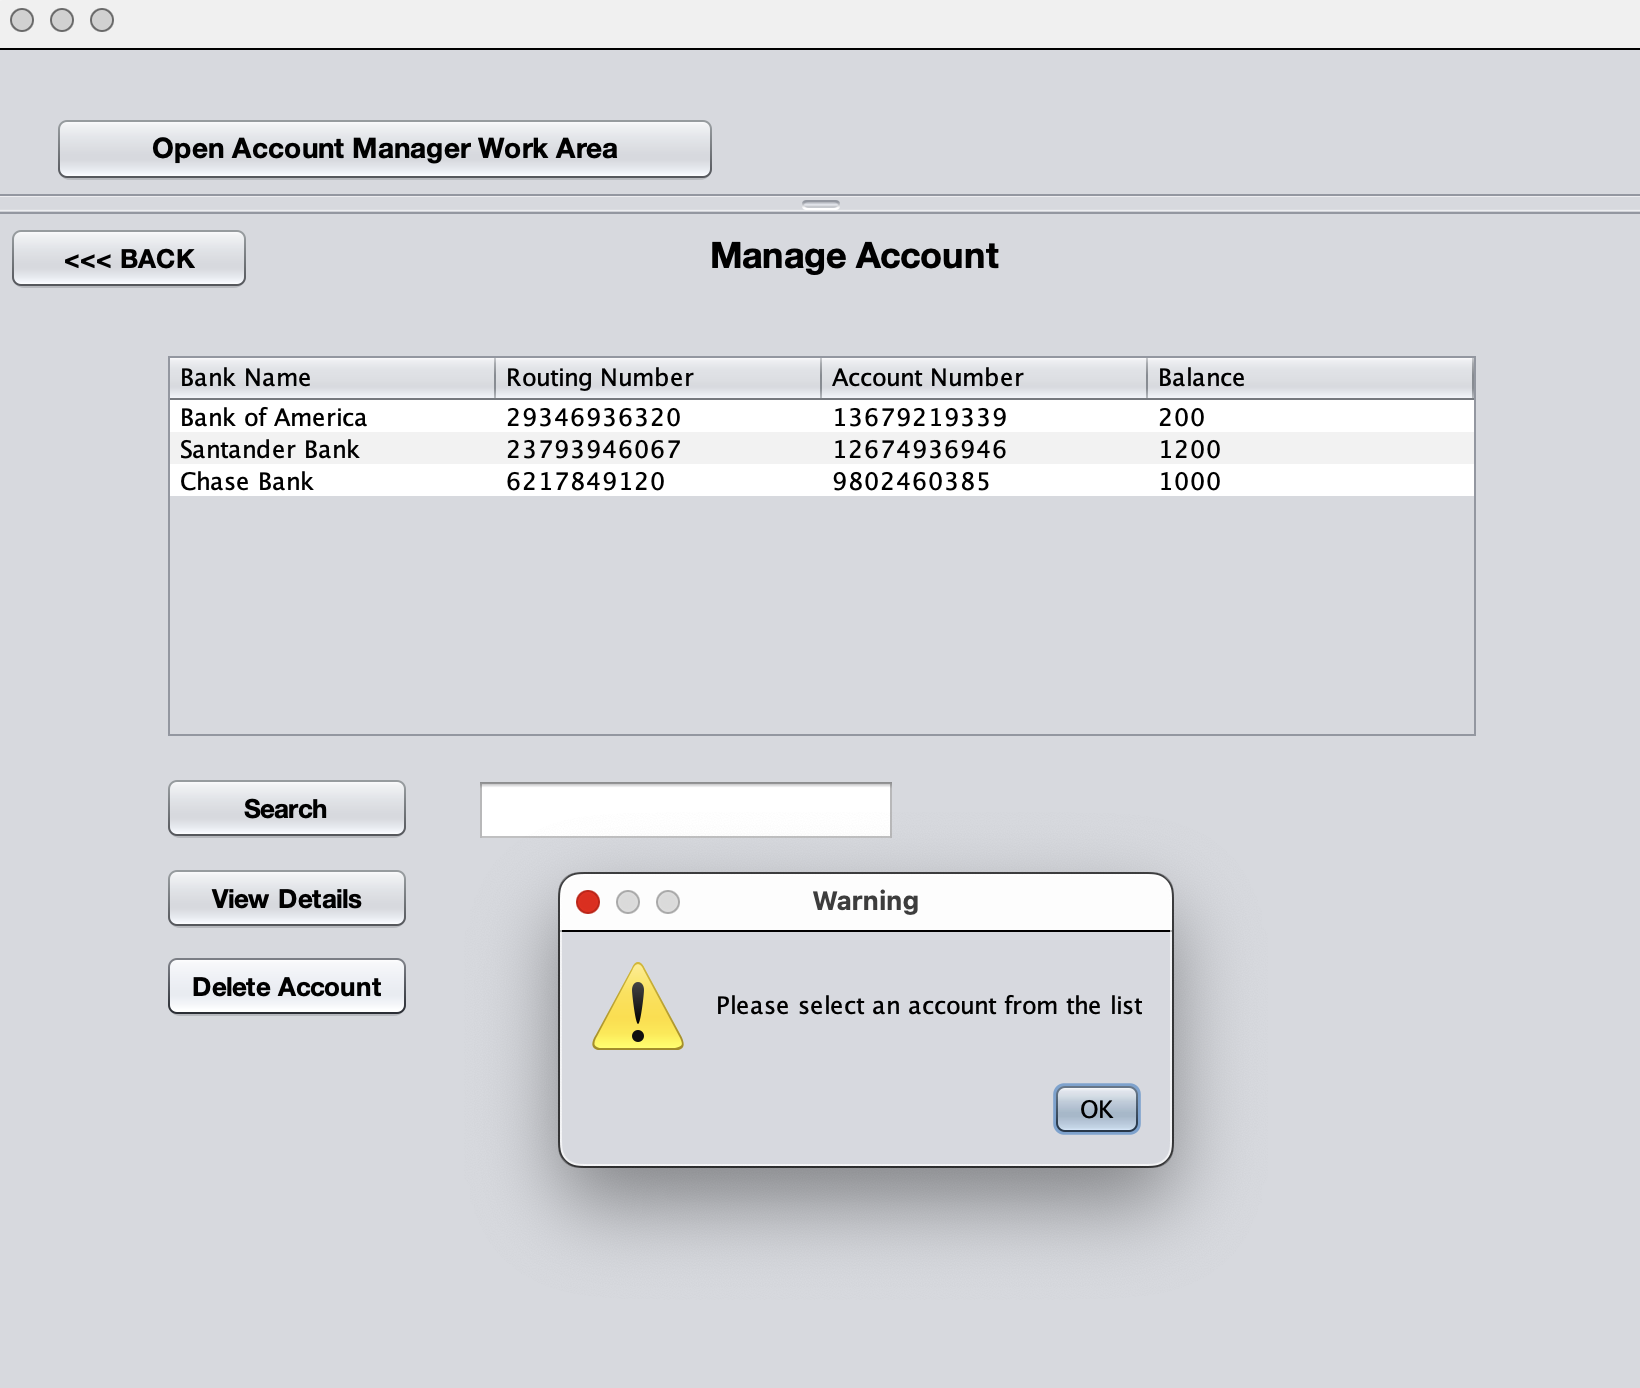 Open Account Manager Work Area
<<< BACK
Manage Account
Bank Name Routing Number Account Number Balance
Bank of America 29346936320 13679219339 200
Santander Bank 23793946067 12674936946 1200
Chase Bank 6217849120 9802460385 1000
Search
View Details
Delete Account
Warning
Please select an account from the list
OK